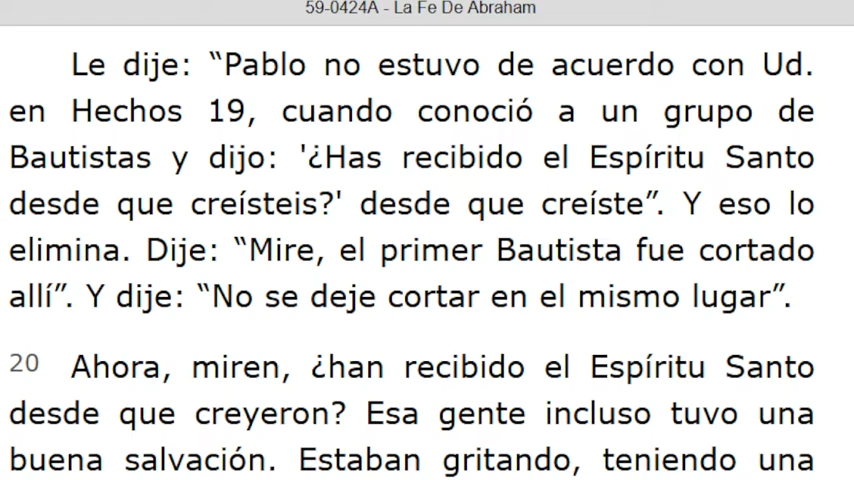 59-0424A - La Fe De Abraham
Le dije: “Pablo no estuvo de acuerdo con Ud.
en Hechos 19, cuando conoció a un grupo de
Bautistas y dijo: '¿Has recibido el Espíritu Santo
desde que creísteis?' desde que creíste”. Y eso lo
elimina. Dije: “Mire, el primer Bautista fue cortado
allí”. Y dije: “No se deje cortar en el mismo lugar”.
20 Ahora, miren, ¿han recibido el Espíritu Santo
desde que creyeron? Esa gente incluso tuvo una
buena salvación. Estaban gritando, teniendo una